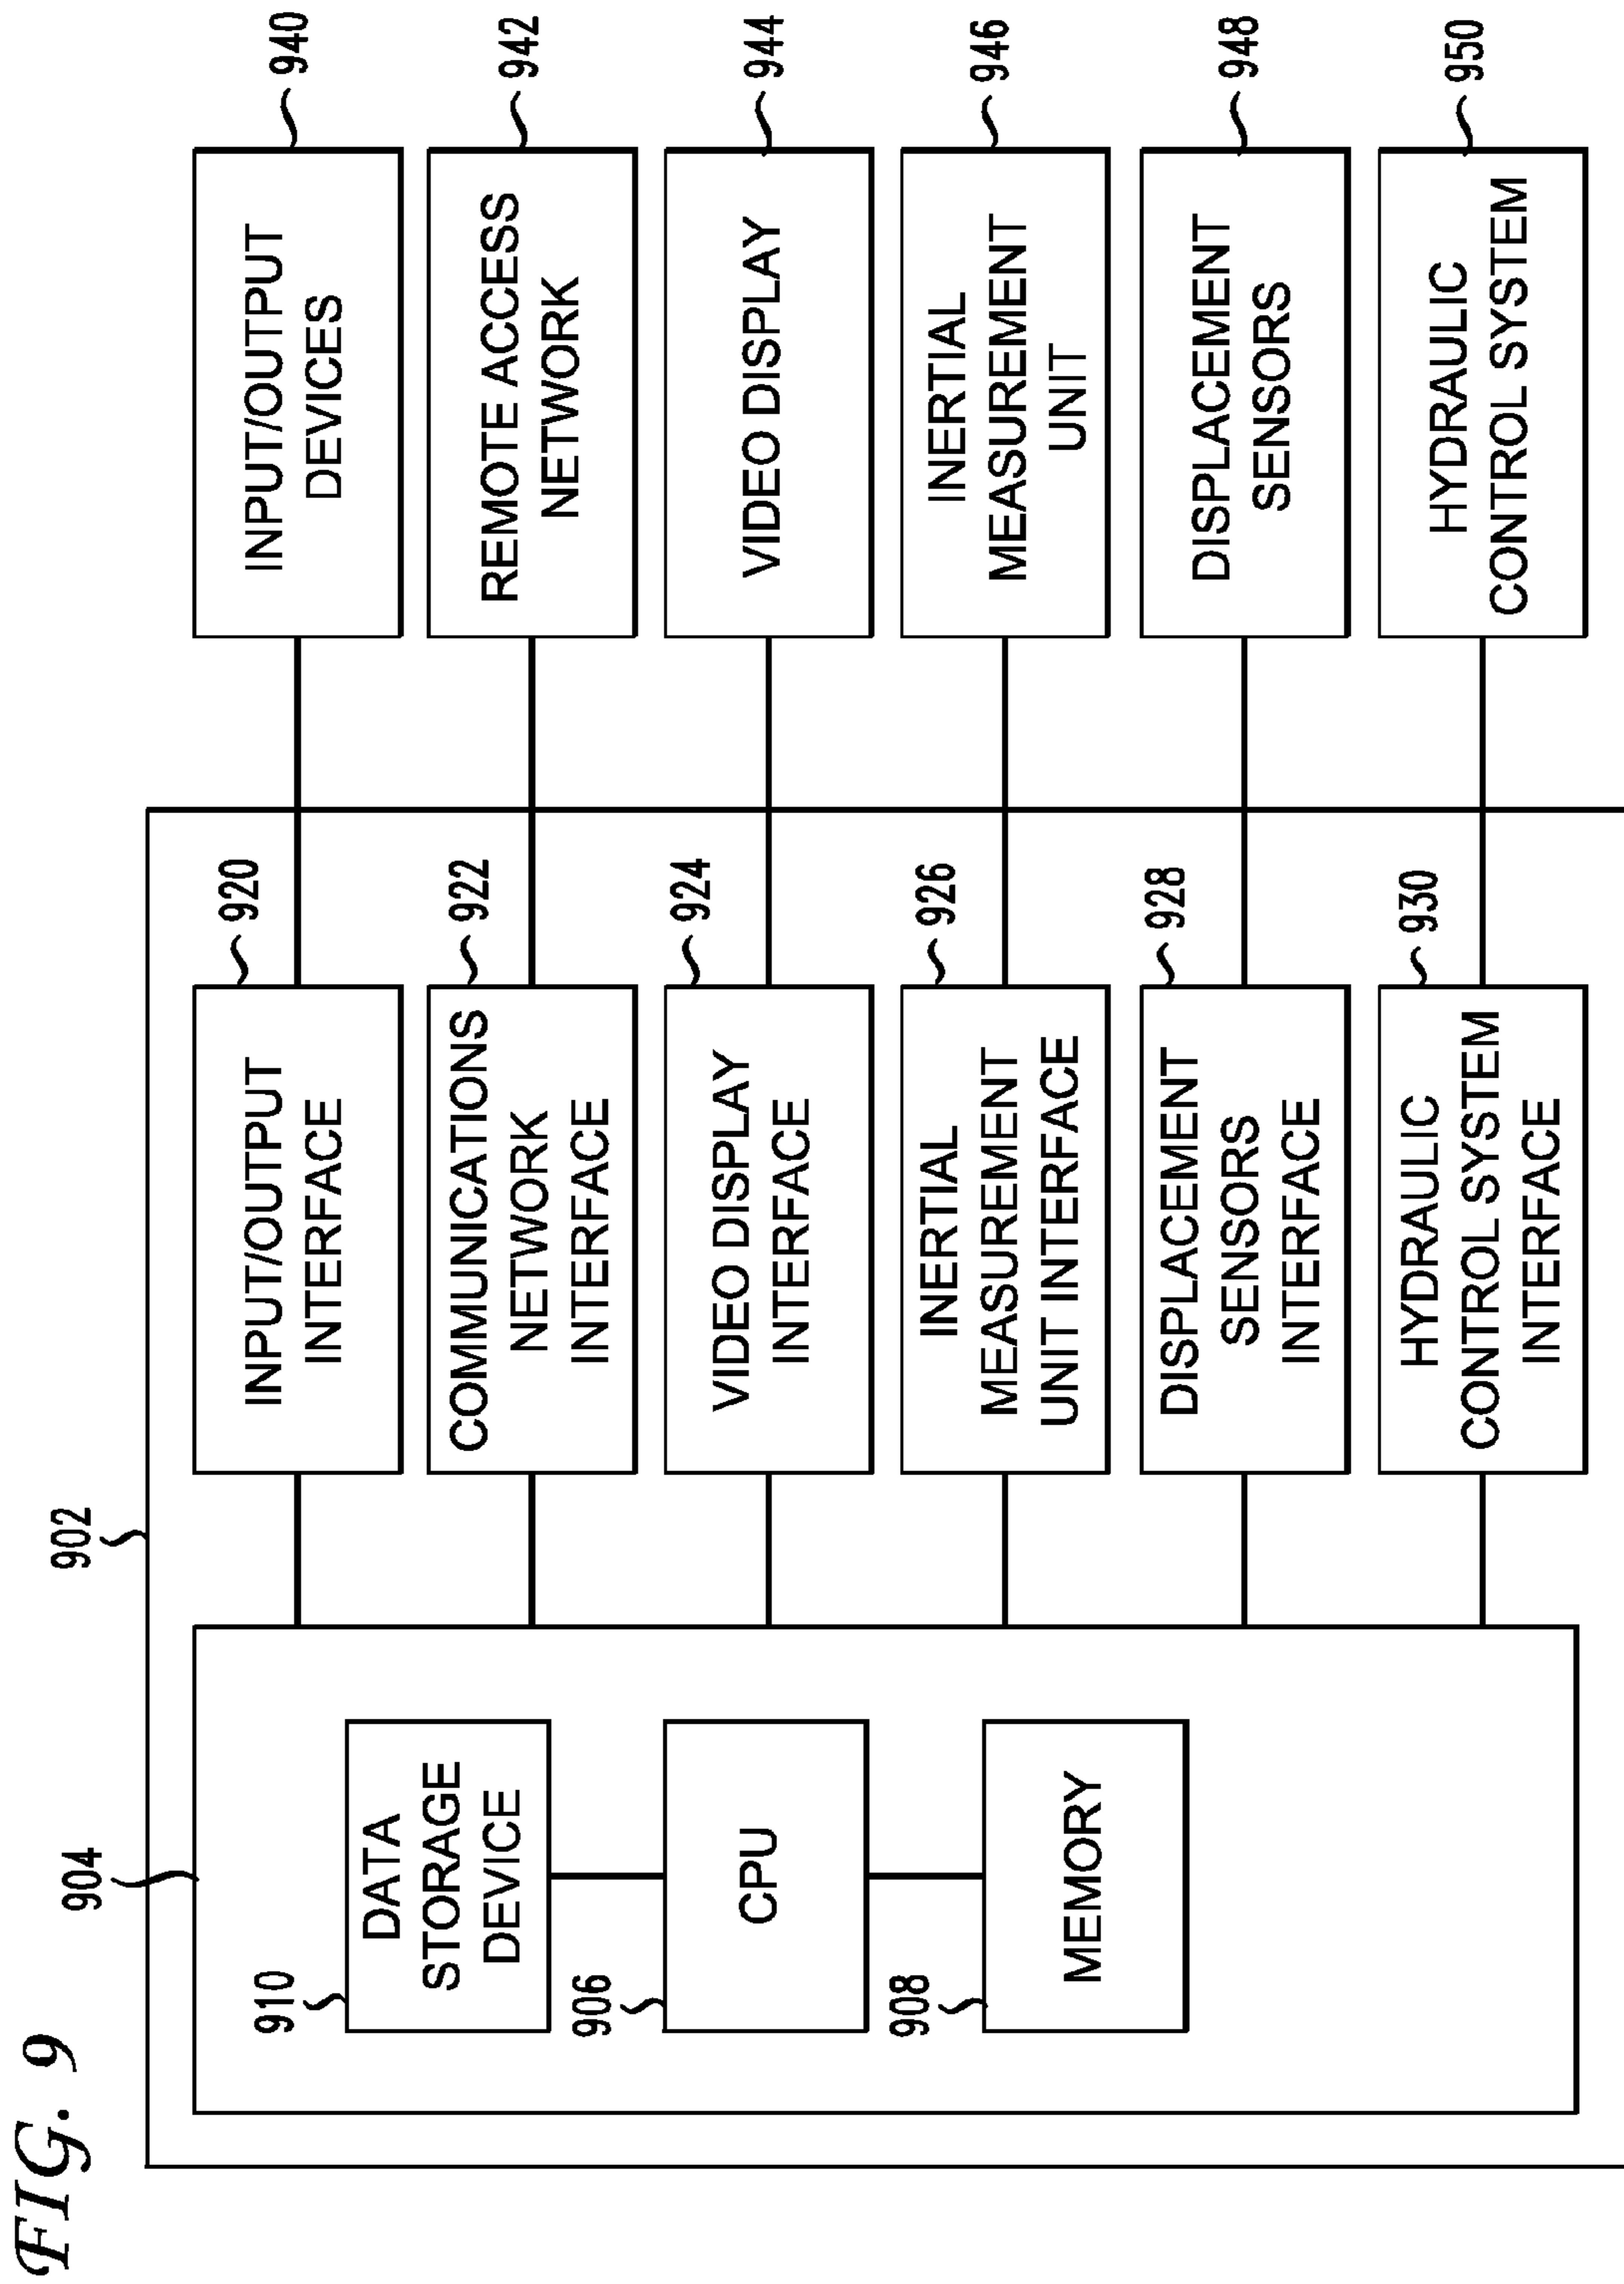 FIG. 9
902
904
910
DATA
STORAGE
DEVICE
906
CPU
908
MEMORY
920
INPUT/OUTPUT
INTERFACE
922
COMMUNICATIONS
NETWORK
INTERFACE
924
VIDEO DISPLAY
INTERFACE
926
INERTIAL
MEASUREMENT
UNIT INTERFACE
928
DISPLACEMENT
SENSORS
INTERFACE
930
HYDRAULIC
CONTROL SYSTEM
INTERFACE
940
INPUT/OUTPUT
DEVICES
942
REMOTE ACCESS
NETWORK
944
VIDEO DISPLAY
946
INERTIAL
MEASUREMENT
UNIT
948
DISPLACEMENT
SENSORS
950
HYDRAULIC
CONTROL SYSTEM